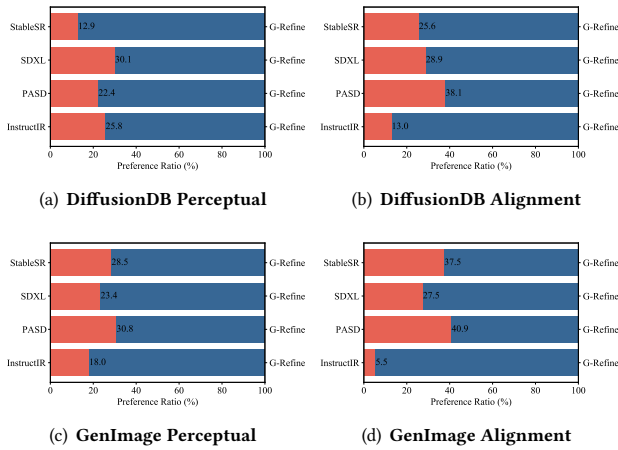 StableSR 12.9 G-Refine
SDXL 30.1 G-Refine
PASD 22.4 G-Refine
InstructIR 25.8 G-Refine
0 20 40 60 80 100
Preference Ratio (%)
(a) DiffusionDB Perceptual
StableSR 25.6 G-Refine
SDXL 28.9 G-Refine
PASD 38.1 G-Refine
InstructIR 13.0 G-Refine
0 20 40 60 80 100
Preference Ratio (%)
(b) DiffusionDB Alignment
StableSR 28.5 G-Refine
SDXL 23.4 G-Refine
PASD 30.8 G-Refine
InstructIR 18.0 G-Refine
0 20 40 60 80 100
Preference Ratio (%)
(c) GenImage Perceptual
StableSR 37.5 G-Refine
SDXL 27.5 G-Refine
PASD 40.9 G-Refine
InstructIR 5.5 G-Refine
0 20 40 60 80 100
Preference Ratio (%)
(d) GenImage Alignment